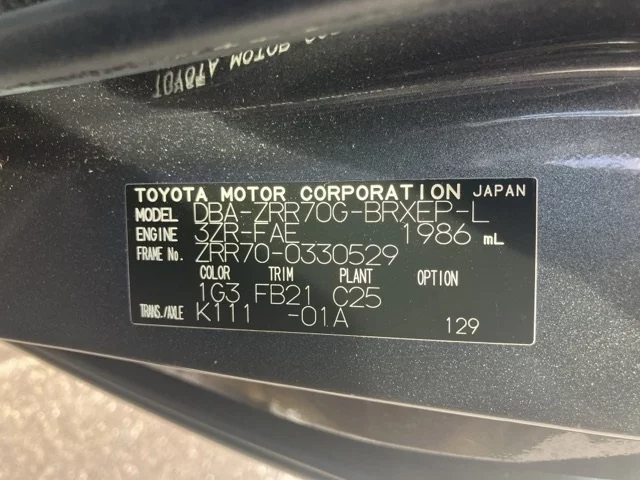 TOYOTA MOTOR CORPORATION JAPAN
MODEL DBA-ZRR70G-BRXEP-L
ENGINE 3ZR-FAE 1986 mL
FRAME No. ZRR70-0330529
COLOR TRIM PLANT OPTION
1G3 FB21 C25
TRANS./AXLE K111 -01A 129